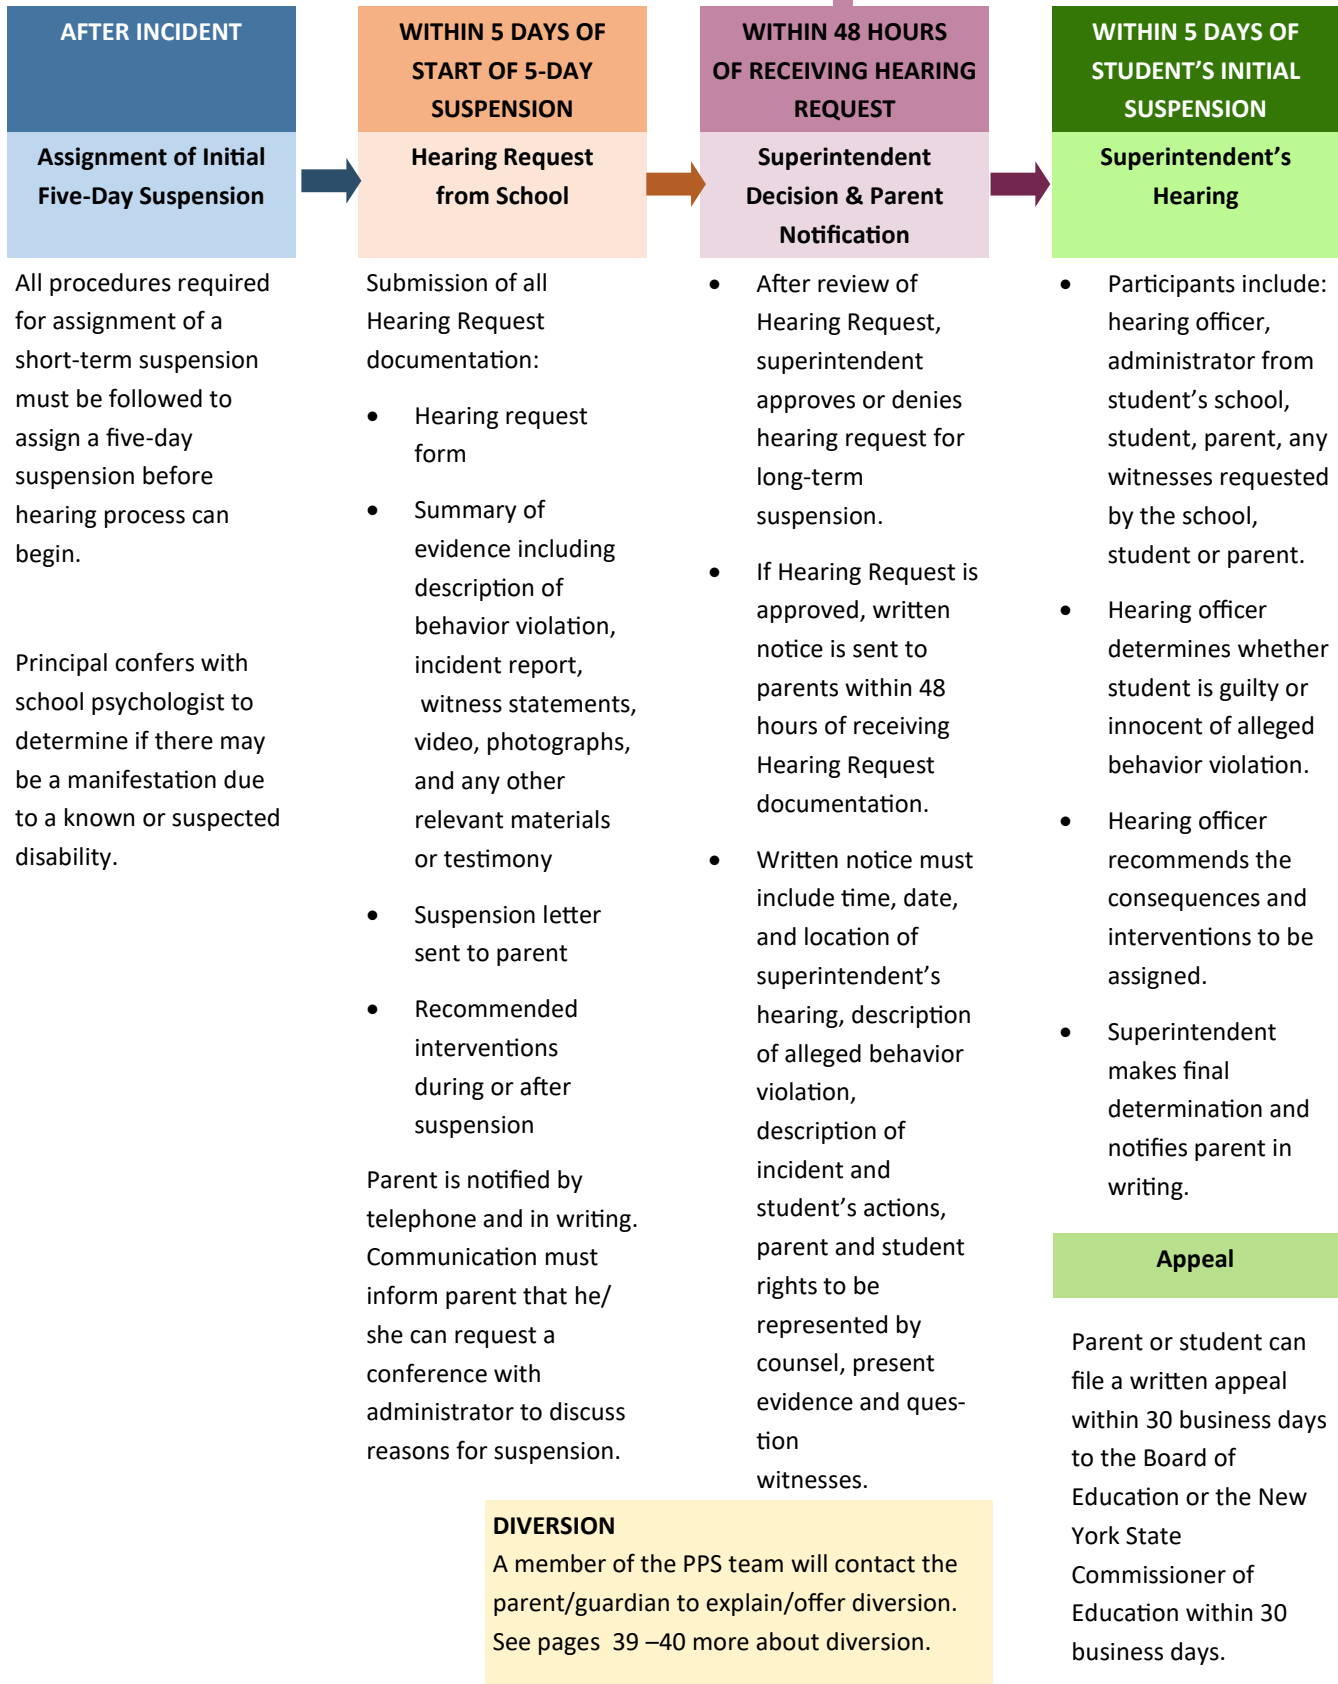 AFTER INCIDENT
Assignment of Initial
Five-Day Suspension
All procedures required
for assignment of a
short-term suspension
must be followed to
assign a five-day
suspension before
hearing process can
begin.
Principal confers with
school psychologist to
determine if there may
be a manifestation due
to a known or suspected
disability.
WITHIN 5 DAYS OF
START OF 5-DAY
SUSPENSION
Hearing Request
from School
Submission of all
Hearing Request
documentation:
• Hearing request
form
• Summary of
evidence including
description of
behavior violation,
incident report,
witness statements,
video, photographs,
and any other
relevant materials
or testimony
• Suspension letter
sent to parent
• Recommended
interventions
during or after
suspension
Parent is notified by
telephone and in writing.
Communication must
inform parent that he/
she can request a
conference with
administrator to discuss
reasons for suspension.
WITHIN 48 HOURS
OF RECEIVING HEARING
REQUEST
Superintendent
Decision & Parent
Notification
• After review of
Hearing Request,
superintendent
approves or denies
hearing request for
long-term
suspension.
• If Hearing Request is
approved, written
notice is sent to
parents within 48
hours of receiving
Hearing Request
documentation.
• Written notice must
include time, date,
and location of
superintendent's
hearing, description
of alleged behavior
violation,
description of
incident and
student's actions,
parent and student
rights to be
represented by
counsel, present
evidence and ques-
tion
witnesses.
DIVERSION
A member of the PPS team will contact the
parent/guardian to explain/offer diversion.
See pages 39 –40 more about diversion.
WITHIN 5 DAYS OF
STUDENT'S INITIAL
SUSPENSION
Superintendent's
Hearing
• Participants include:
hearing officer,
administrator from
student's school,
student, parent, any
witnesses requested
by the school,
student or parent.
• Hearing officer
determines whether
student is guilty or
innocent of alleged
behavior violation.
• Hearing officer
recommends the
consequences and
interventions to be
assigned.
• Superintendent
makes final
determination and
notifies parent in
writing.
Appeal
Parent or student can
file a written appeal
within 30 business days
to the Board of
Education or the New
York State
Commissioner of
Education within 30
business days.